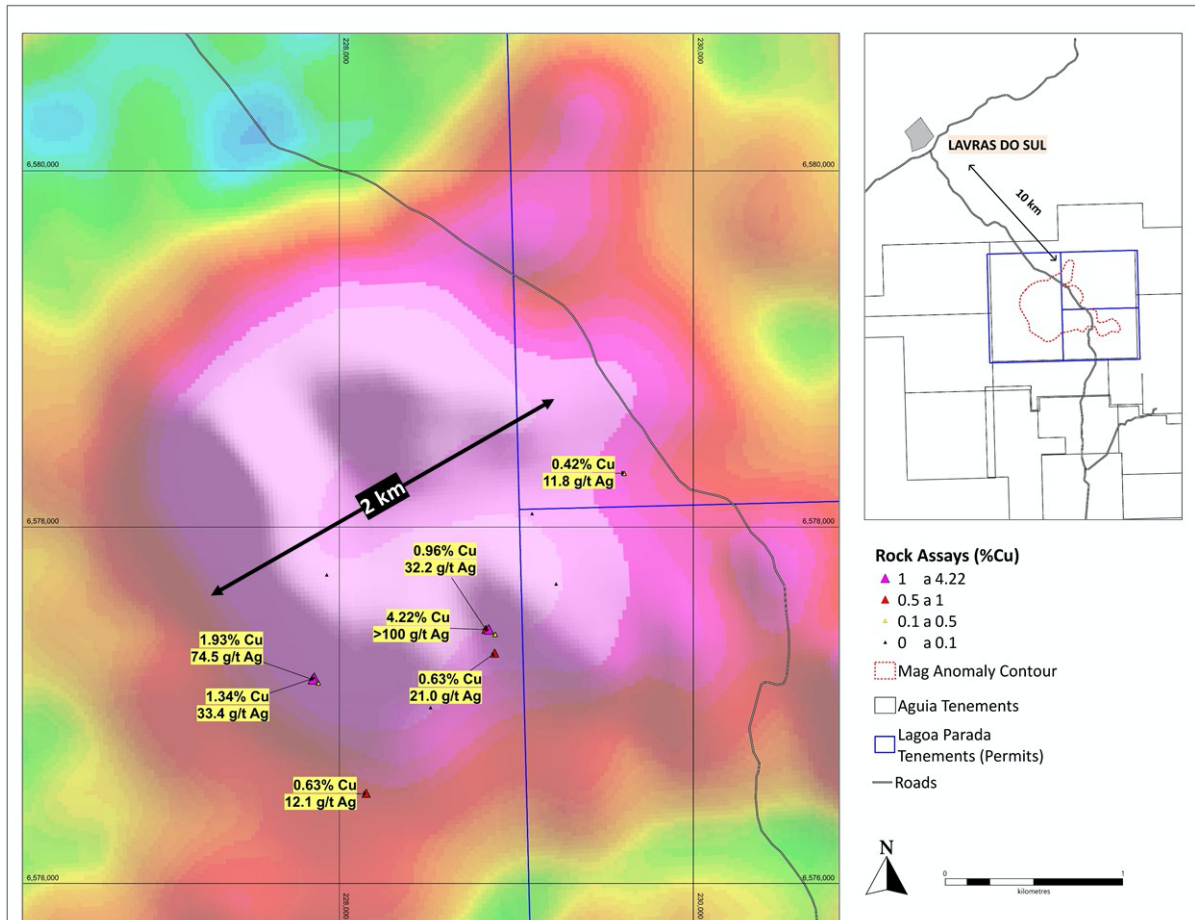 228,000
230,000
6,580,000
6,580,000
2 km
0.42% Cu
11.8 g/t Ag
6,578,000
6,578,000
0.96% Cu
32.2 g/t Ag
4.22% Cu
>100 g/t Ag
1.93% Cu
74.5 g/t Ag
0.63% Cu
21.0 g/t Ag
1.34% Cu
33.4 g/t Ag
0.63% Cu
12.1 g/t Ag
6,576,000
6,576,000
228,000
230,000
LAVRAS DO SUL
10 km
Rock Assays (%Cu)
1 a 4.22
0.5 a 1
0.1 a 0.5
0 a 0.1
Mag Anomaly Contour
Aguia Tenements
Lagoa Parada
Tenements (Permits)
Roads
N
0 1
kilometres